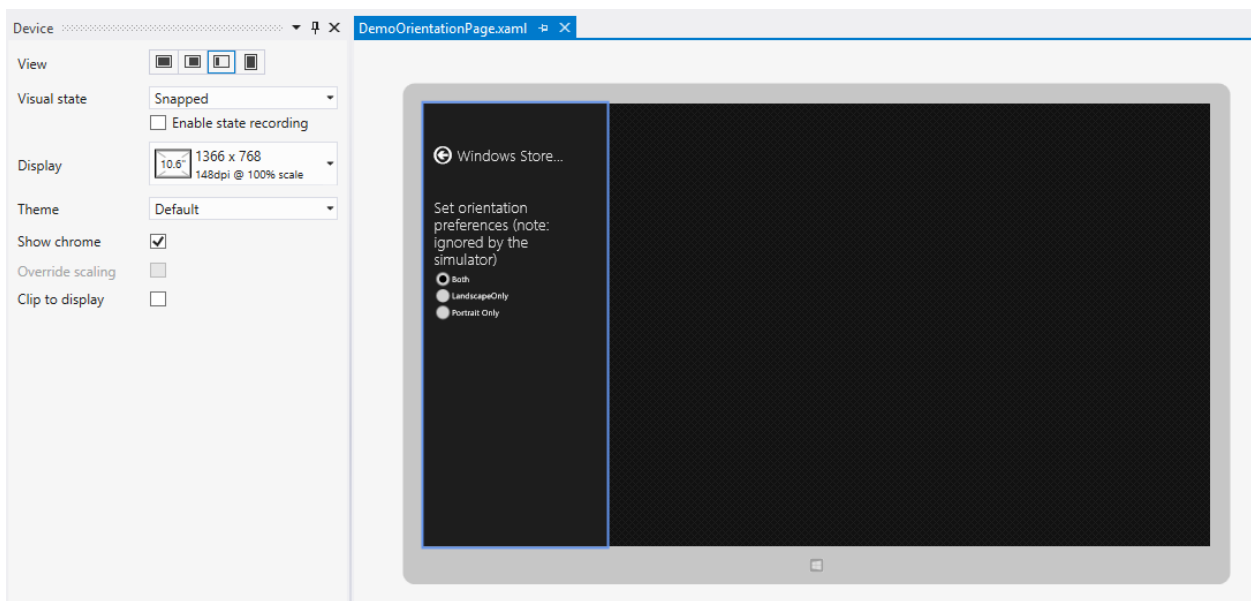 Device
View
Visual state
Snapped
Enable state recording
Display
10.6"
1366 x 768
148dpi @ 100% scale
Theme
Default
Show chrome
Override scaling
Clip to display
DemoOrientationPage.xaml
Windows Store...
Set orientation
preferences (note:
ignored by the
simulator)
Both
LandscapeOnly
Portrait Only